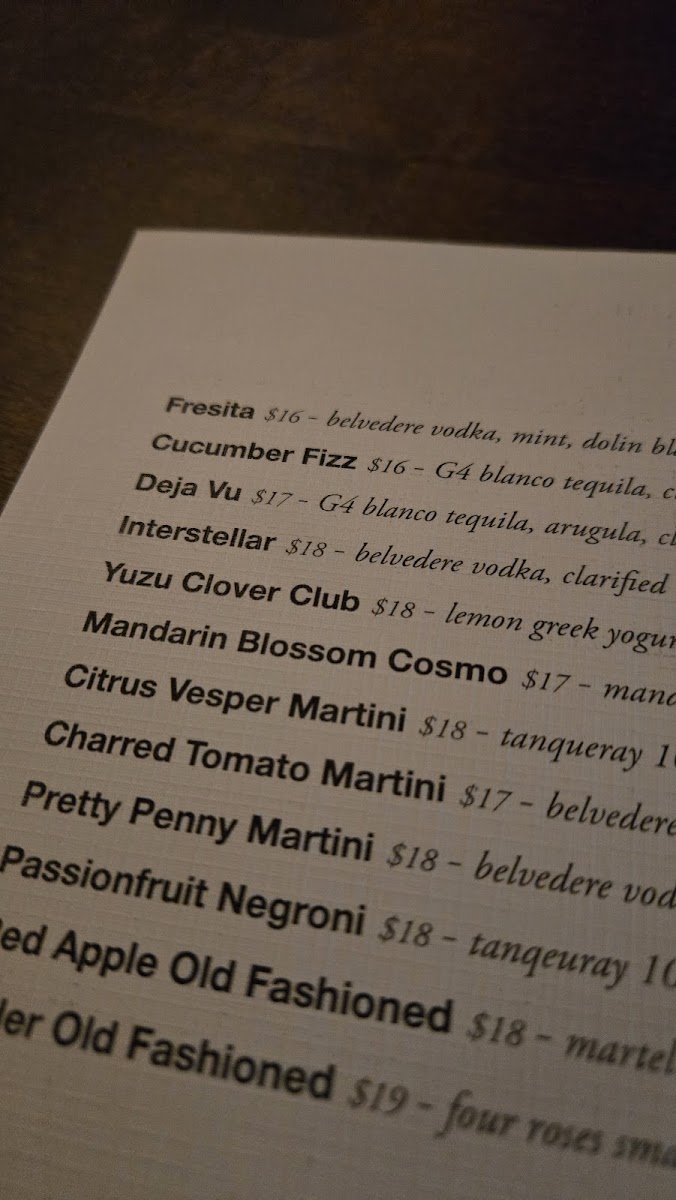 Fresita $16 - belvedere vodka, mint, dolin
Cucumber Fizz $16 - G4 blanco tequila,
Deja Vu $17 - G4 blanco tequila, arugula,
Interstellar $18 - belvedere vodka, clarified
Yuzu Clover Club $18 - lemon greek
Mandarin Blossom Cosmo $17 -
Citrus Vesper Martini $18 - tanqueray
Charred Tomato Martini $17 - belvedere
Pretty Penny Martini $18 - belvedere
Passionfruit Negroni $18 - tanqeuray
Apple Old Fashioned $18 -
Old Fashioned $19 - four roses